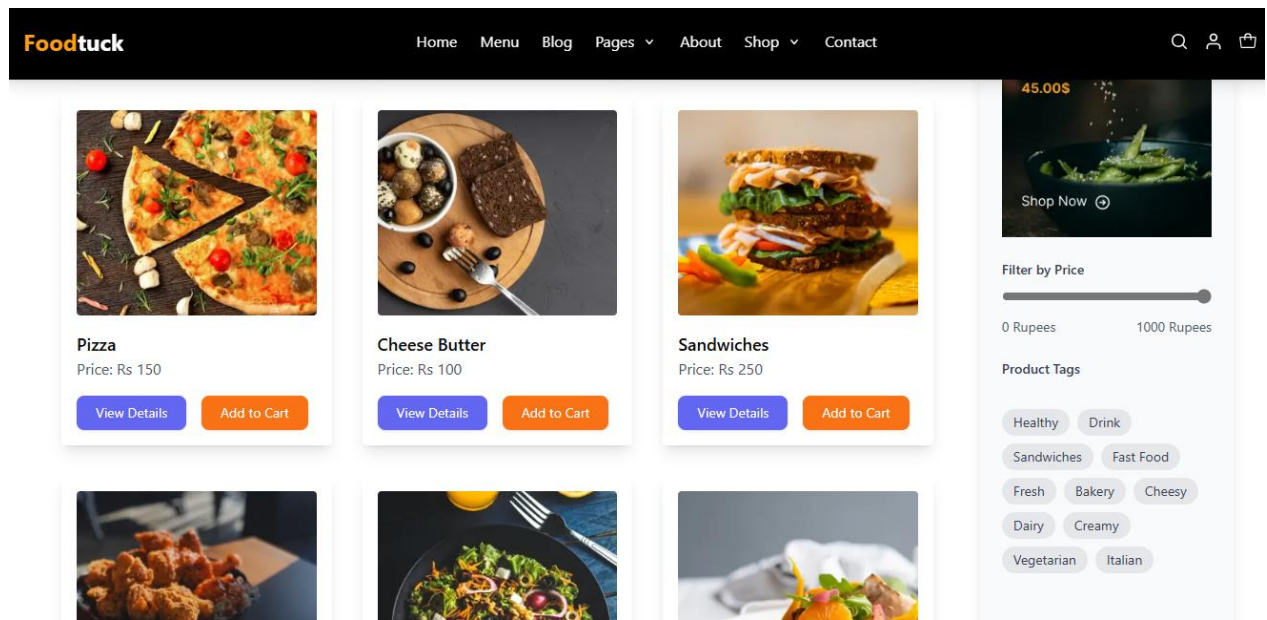 Foodtuck
Home Menu Blog Pages About Shop Contact
45.00$
Shop Now
Pizza
Price: Rs 150
View Details Add to Cart
Cheese Butter
Price: Rs 100
View Details Add to Cart
Sandwiches
Price: Rs 250
View Details Add to Cart
Filter by Price
0 Rupees 1000 Rupees
Product Tags
Healthy Drink
Sandwiches Fast Food
Fresh Bakery Cheesy
Dairy Creamy
Vegetarian Italian